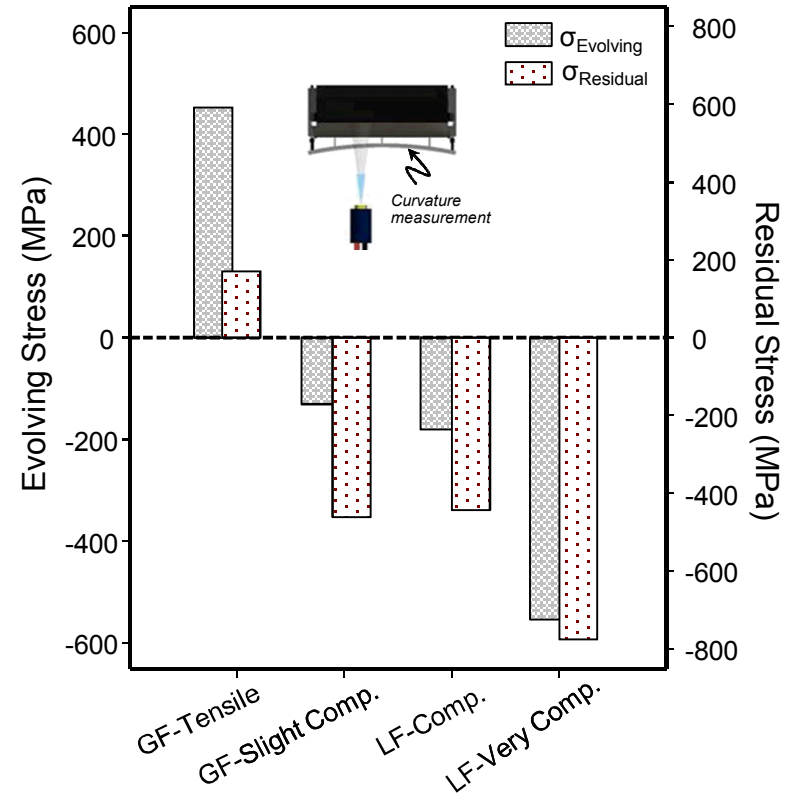 σEvolving
σResidual
Curvature
measurement
Evolving Stress (MPa)
600
400
200
0
-200
-400
-600
Residual Stress (MPa)
800
600
400
200
0
-200
-400
-600
-800
GF-Tensile
GF-Slight Comp.
LF-Comp.
LF-Very Comp.